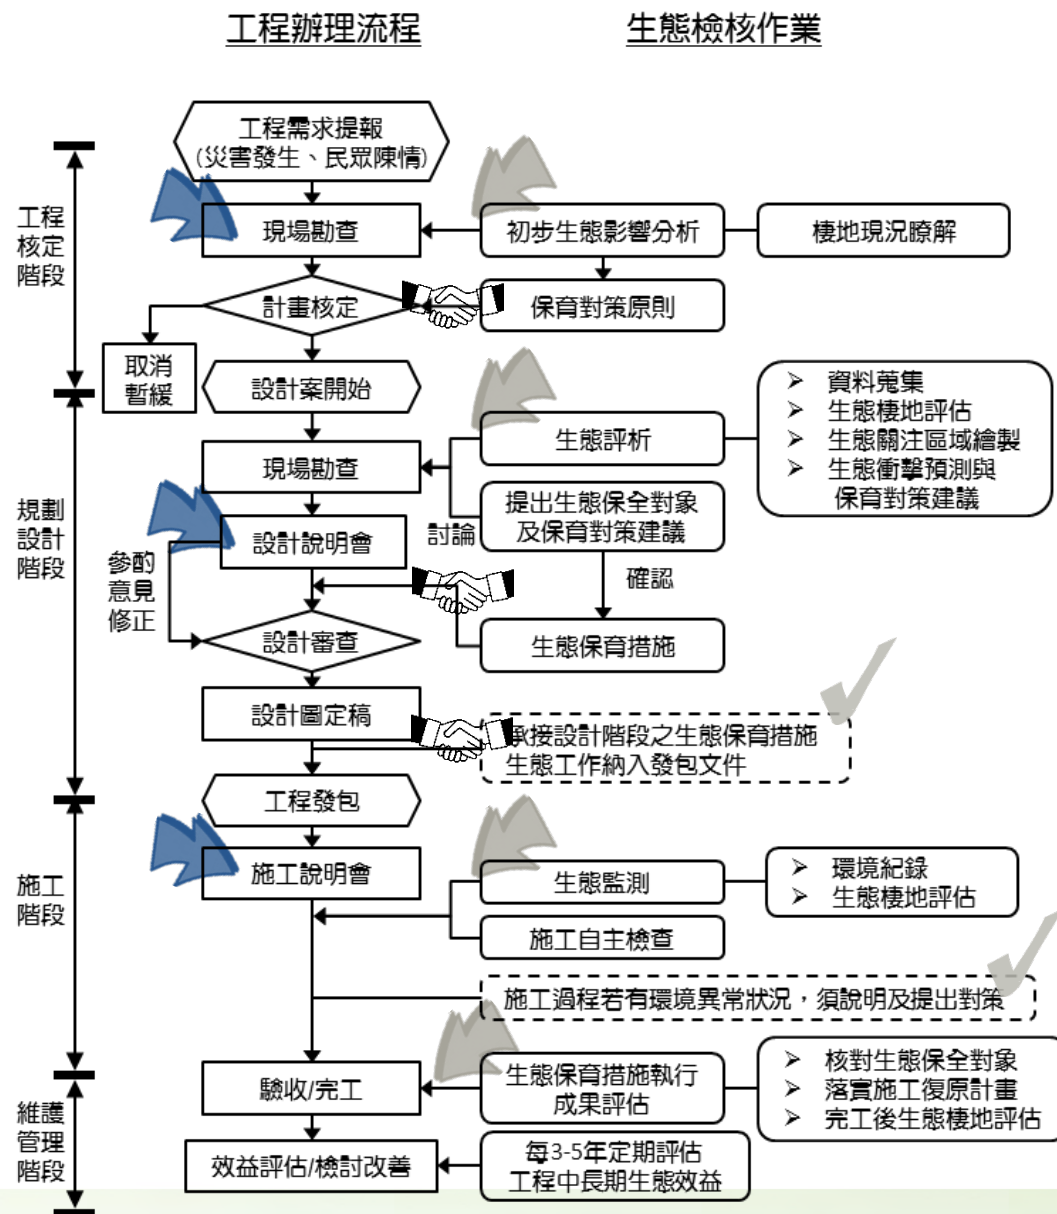 工程辦理流程
生態檢核作業
工程需求提報
(災害發生、民眾陳情)
工程
核定
階段
現場勘查
初步生態影響分析
棲地現況瞭解
計畫核定
保育對策原則
取消
暫緩
設計案開始
規劃
設計
階段
生態評析
➢ 資料蒐集
➢ 生態棲地評估
➢ 生態關注區域繪製
➢ 生態衝擊預測與
保育對策建議
現場勘查
提出生態保全對象
及保育對策建議
討論
設計說明會
參酌
意見
修正
確認
設計審查
生態保育措施
設計圖定稿
承接設計階段之生態保育措施
生態工作納入發包文件
工程發包
施工
階段
施工說明會
生態監測
➢ 環境紀錄
➢ 生態棲地評估
施工自主檢查
施工過程若有環境異常狀況，須說明及提出對策
維護
管理
階段
驗收/完工
生態保育措施執行
成果評估
➢ 核對生態保全對象
➢ 落實施工復原計畫
➢ 完工後生態棲地評估
效益評估/檢討改善
每3-5年定期評估
工程中長期生態效益